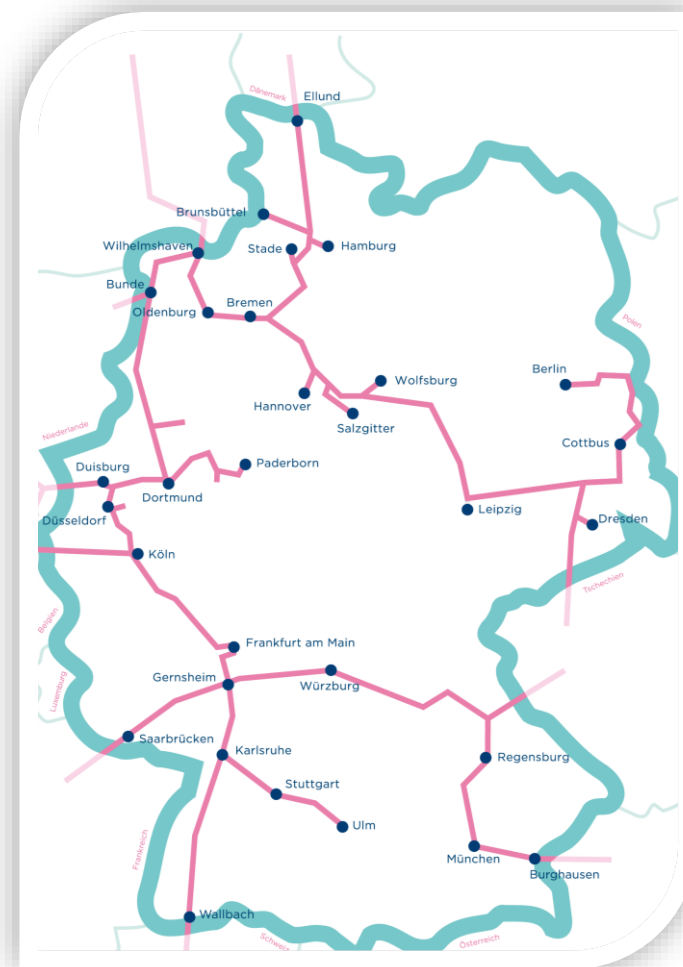 Dänemark
Ellund
Brunsbüttel
Hamburg
Stade
Wilhelmshaven
Bunde
Oldenburg
Bremen
Polen
Berlin
Wolfsburg
Hannover
Salzgitter
Niederlande
Cottbus
Duisburg
Paderborn
Dortmund
Düsseldorf
Leipzig
Dresden
Köln
Tschechien
Belgien
Frankfurt am Main
Luxemburg
Gernsheim
Würzburg
Saarbrücken
Karlsruhe
Regensburg
Stuttgart
Ulm
Frankreich
München
Burghausen
Wallbach
Schweiz
Österreich